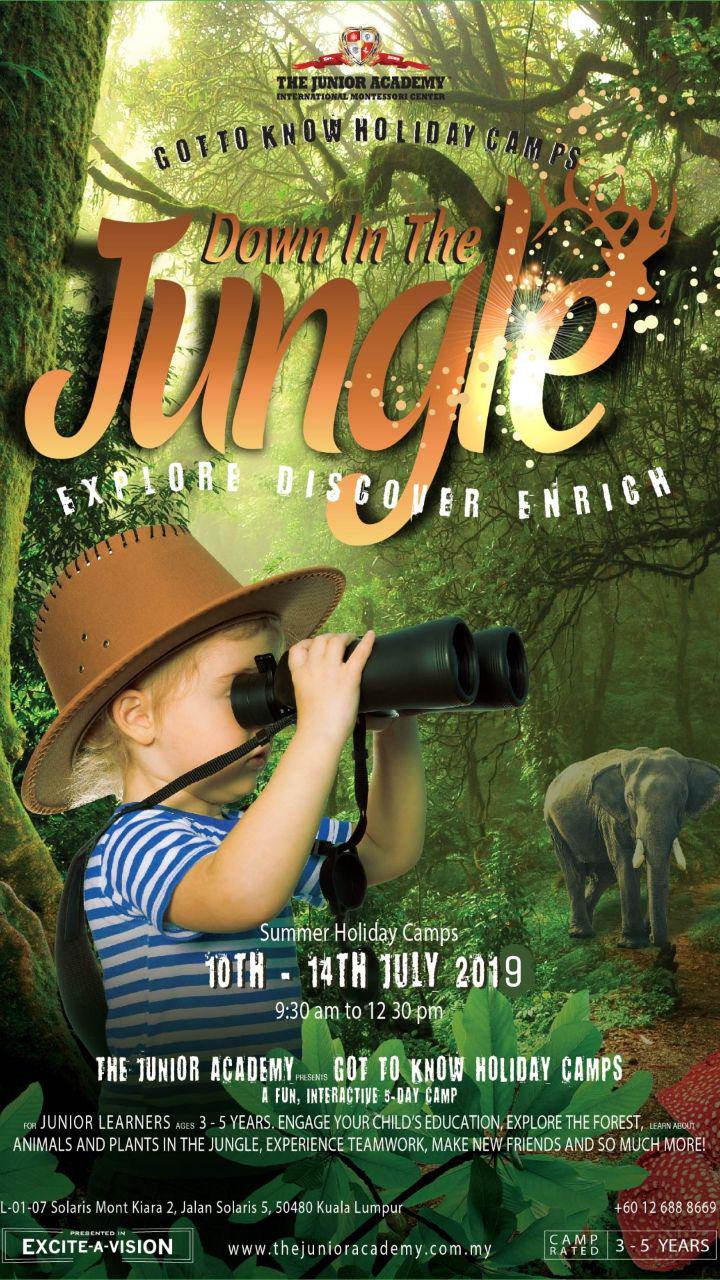 THE JUNIOR ACADEMY
INTERNATIONAL MONTESSORI CENTER
GOT TO KNOW HOLIDAY CAMPS
Down In The
Jungle
EXPLORE DISCOVER ENRICH
Summer Holiday Camps
10TH - 14TH JULY 2019
9:30 am to 12 30 pm
THE JUNIOR ACADEMY PRESENTS GOT TO KNOW HOLIDAY CAMPS
A FUN, INTERACTIVE 5-DAY CAMP
FOR JUNIOR LEARNERS AGES 3 - 5 YEARS. ENGAGE YOUR CHILD'S EDUCATION, EXPLORE THE FOREST, LEARN ABOUT
ANIMALS AND PLANTS IN THE JUNGLE, EXPERIENCE TEAMWORK, MAKE NEW FRIENDS AND SO MUCH MORE!
L-01-07 Solaris Mont Kiara 2, Jalan Solaris 5, 50480 Kuala Lumpur +60 12 688 8669
PRESENTED IN
EXCITE-A-VISION
www.thejunioracademy.com.my
CAMP
RATED
3 - 5 YEARS